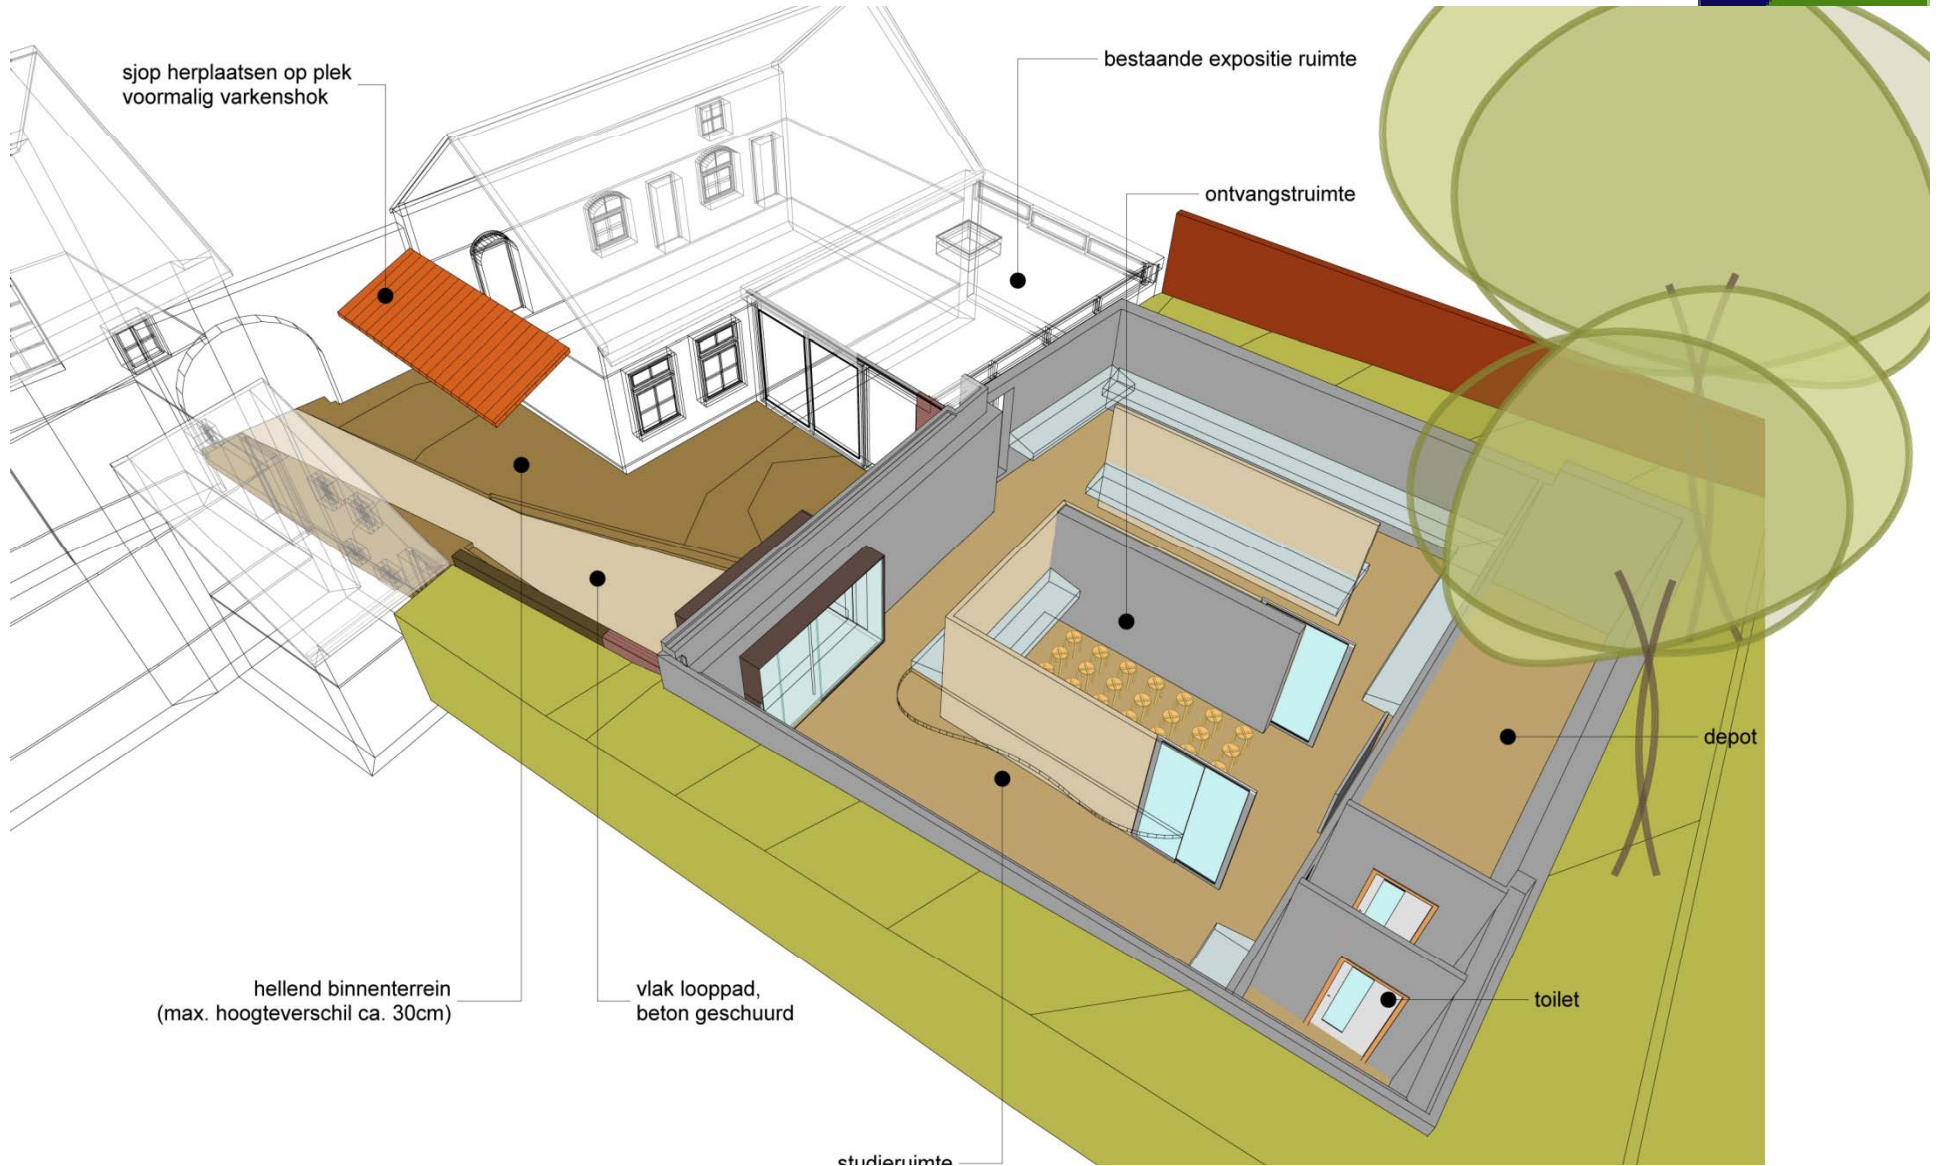 sjop herplaatsen op plek
voormalig varkenshok
bestaande expositie ruimte
ontvangstruimte
depot
hellend binnenterrein
(max. hoogteverschil ca. 30cm)
vlak looppad,
beton geschuurd
toilet
studieruimte